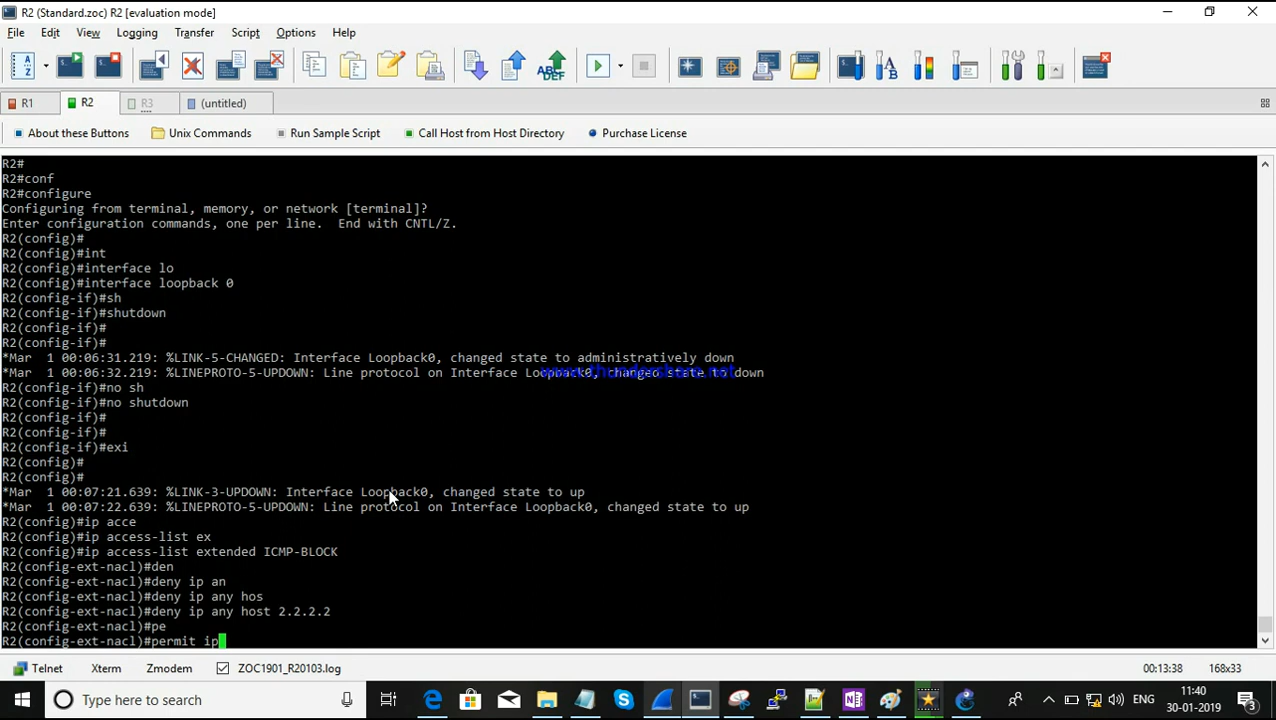 R2 (Standard.zoc) R2 [evaluation mode]
File Edit View Logging Transfer Script Options Help
R1 R2 R3 (untitled)
About these Buttons Unix Commands Run Sample Script Call Host from Host Directory Purchase License
R2#
R2#conf
R2#configure
Configuring from terminal, memory, or network [terminal]?
Enter configuration commands, one per line.  End with CNTL/Z.
R2(config)#
R2(config)#int
R2(config)#interface lo
R2(config)#interface loopback 0
R2(config-if)#sh
R2(config-if)#shutdown
R2(config-if)#
R2(config-if)#
*Mar  1 00:06:31.219: %LINK-5-CHANGED: Interface Loopback0, changed state to administratively down
*Mar  1 00:06:32.219: %LINEPROTO-5-UPDOWN: Line protocol on Interface Loopback0, changed state to down
www.thundershare.net
R2(config-if)#no sh
R2(config-if)#no shutdown
R2(config-if)#
R2(config-if)#
R2(config-if)#exi
R2(config)#
R2(config)#
*Mar  1 00:07:21.639: %LINK-3-UPDOWN: Interface Loopback0, changed state to up
*Mar  1 00:07:22.639: %LINEPROTO-5-UPDOWN: Line protocol on Interface Loopback0, changed state to up
R2(config)#ip acce
R2(config)#ip access-list ex
R2(config)#ip access-list extended ICMP-BLOCK
R2(config-ext-nacl)#den
R2(config-ext-nacl)#deny ip an
R2(config-ext-nacl)#deny ip any hos
R2(config-ext-nacl)#deny ip any host 2.2.2.2
R2(config-ext-nacl)#pe
R2(config-ext-nacl)#permit ip
Telnet Xterm Zmodem ZOC1901_R20103.log 00:13:38 168x33
Type here to search ENG 11:40
30-01-2019 3